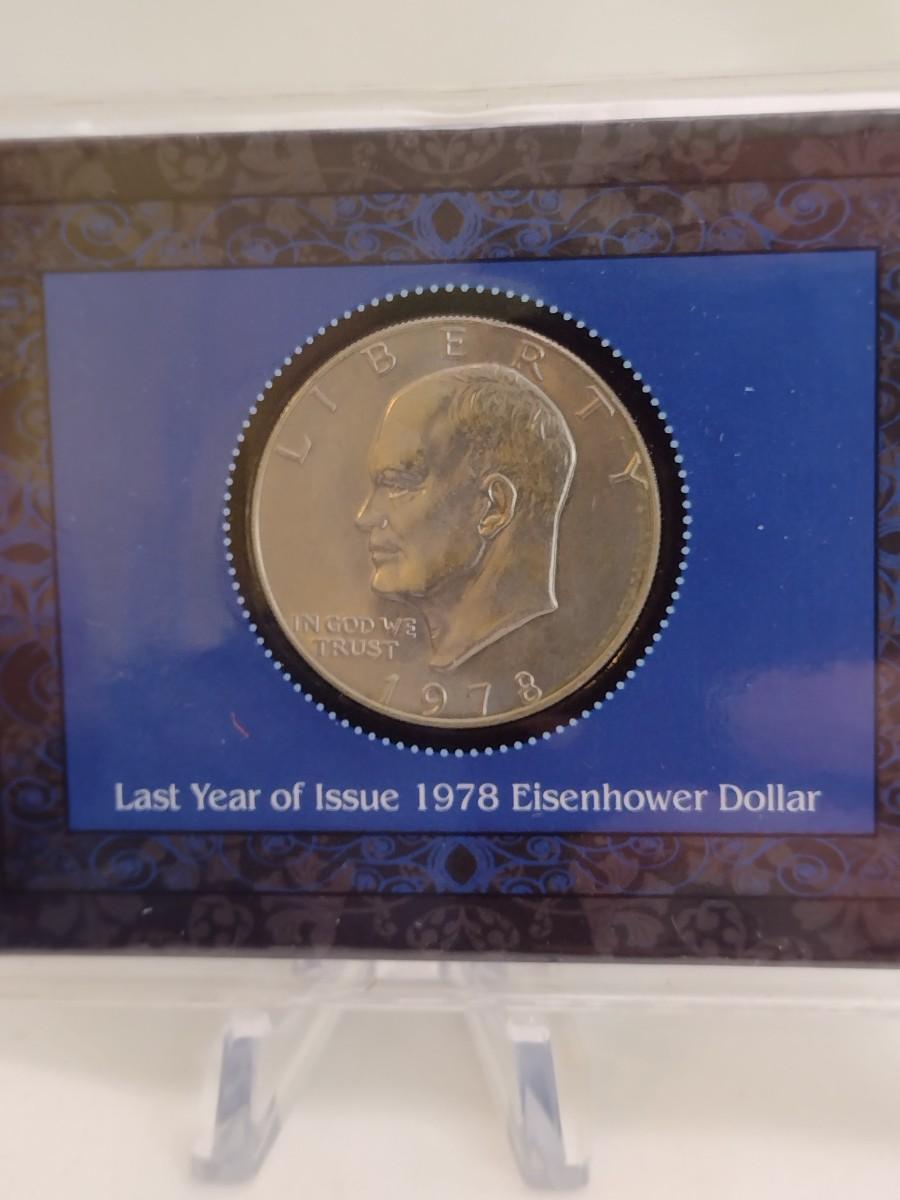 LIBERTY
IN GOD WE
TRUST
1978
Last Year of Issue 1978 Eisenhower Dollar